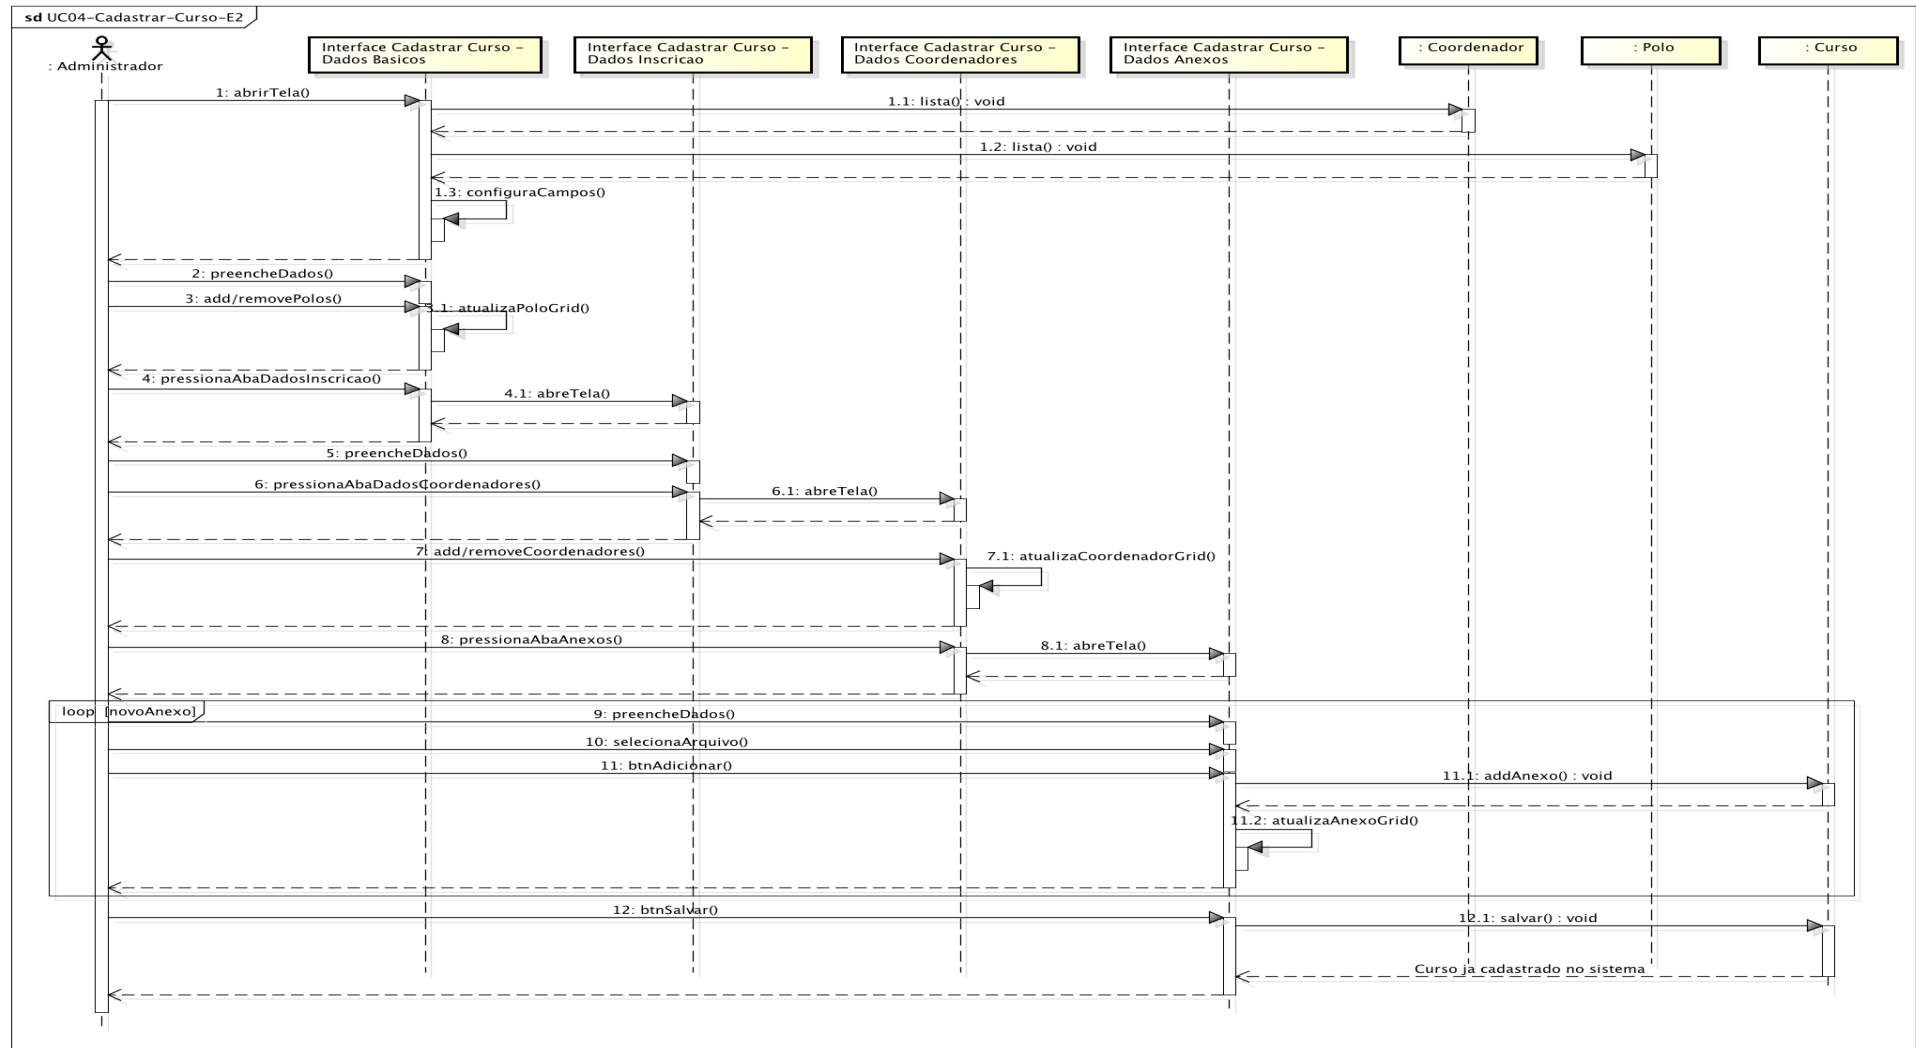 sd UC04-Cadastrar-Curso-E2
: Administrador
Interface Cadastrar Curso -
Dados Basicos
Interface Cadastrar Curso -
Dados Inscricao
Interface Cadastrar Curso -
Dados Coordenadores
Interface Cadastrar Curso -
Dados Anexos
: Coordenador
: Polo
: Curso
1: abrirTela()
1.1: lista() : void
1.2: lista() : void
1.3: configuraCampos()
2: preencheDados()
3: add/removePolos()
3.1: atualizaPoloGrid()
4: pressionaAbaDadosInscricao()
4.1: abreTela()
5: preencheDados()
6: pressionaAbaDadosCoordenadores()
6.1: abreTela()
7: add/removeCoordenadores()
7.1: atualizaCoordenadorGrid()
8: pressionaAbaAnexos()
8.1: abreTela()
loop [novoAnexo]
9: preencheDados()
10: selecionaArquivo()
11: btnAdicionar()
11.1: addAnexo() : void
11.2: atualizaAnexoGrid()
12: btnSalvar()
12.1: salvar() : void
Curso ja cadastrado no sistema